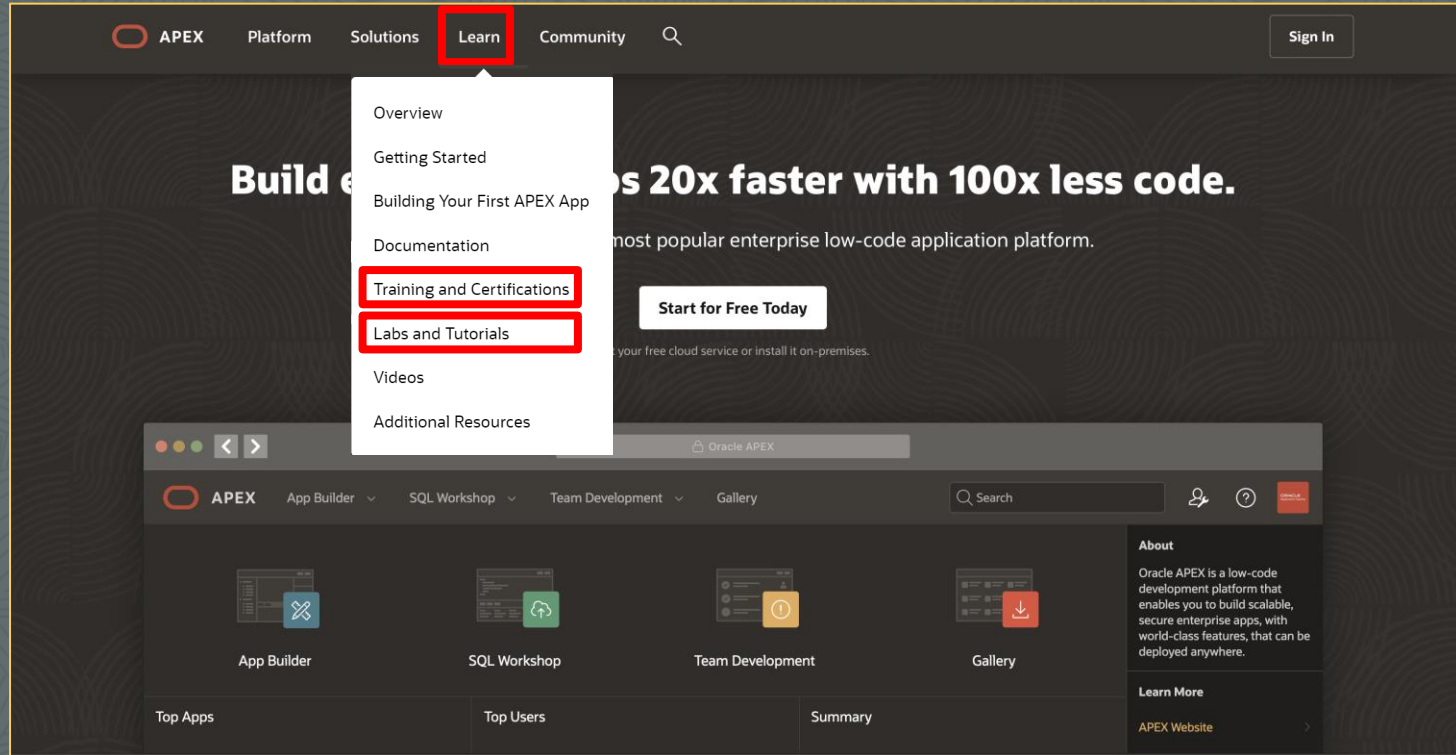 APEX Platform Solutions Learn Community Sign In
Overview
Getting Started
Building Your First APEX App
Documentation
Training and Certifications
Labs and Tutorials
Videos
Additional Resources
Build s 20x faster with 100x less code.
most popular enterprise low-code application platform.
Start for Free Today
your free cloud service or install it on-premises.
Oracle APEX
APEX App Builder SQL Workshop Team Development Gallery Search
App Builder SQL Workshop Team Development Gallery
About
Oracle APEX is a low-code
development platform that
enables you to build scalable,
secure enterprise apps, with
world-class features, that can be
deployed anywhere.
Learn More
APEX Website
Top Apps Top Users Summary